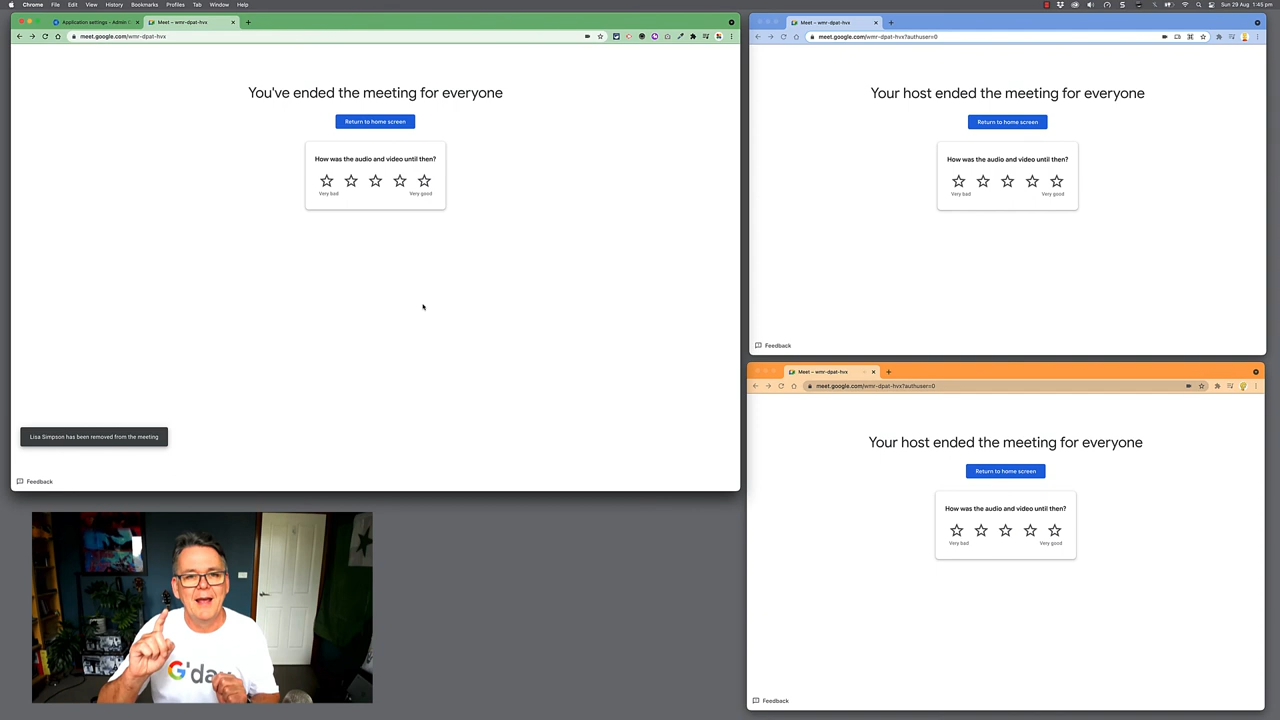 Chrome File Edit View History Bookmarks Profiles Tab Window Help
Sun 29 Aug 1:45 pm
Application settings – Admin
Meet – wmr-dpat-hvx
meet.google.com/wmr-dpat-hvx
You've ended the meeting for everyone
Return to home screen
How was the audio and video until then?
Very bad
Very good
Lisa Simpson has been removed from the meeting
Feedback
Meet – wmr-dpat-hvx
meet.google.com/wmr-dpat-hvx?authuser=0
Your host ended the meeting for everyone
Return to home screen
How was the audio and video until then?
Very bad
Very good
Feedback
Meet – wmr-dpat-hvx
meet.google.com/wmr-dpat-hvx?authuser=0
Your host ended the meeting for everyone
Return to home screen
How was the audio and video until then?
Very bad
Very good
Feedback
G'day